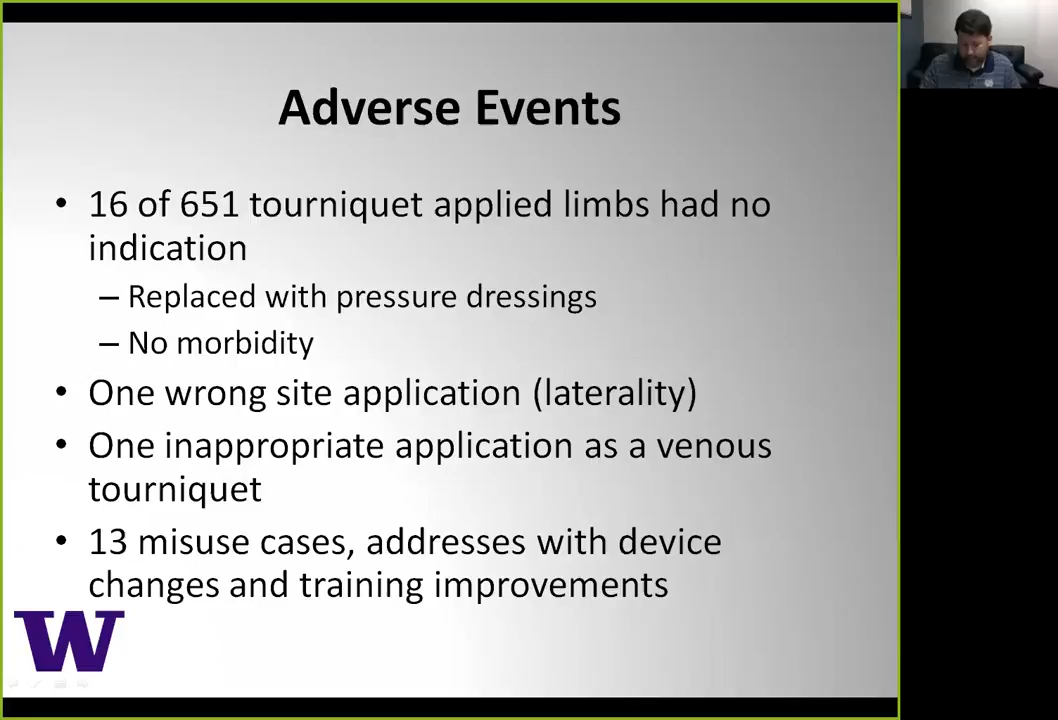 Adverse Events
• 16 of 651 tourniquet applied limbs had no
indication
– Replaced with pressure dressings
– No morbidity
• One wrong site application (laterality)
• One inappropriate application as a venous
tourniquet
• 13 misuse cases, addresses with device
changes and training improvements
W